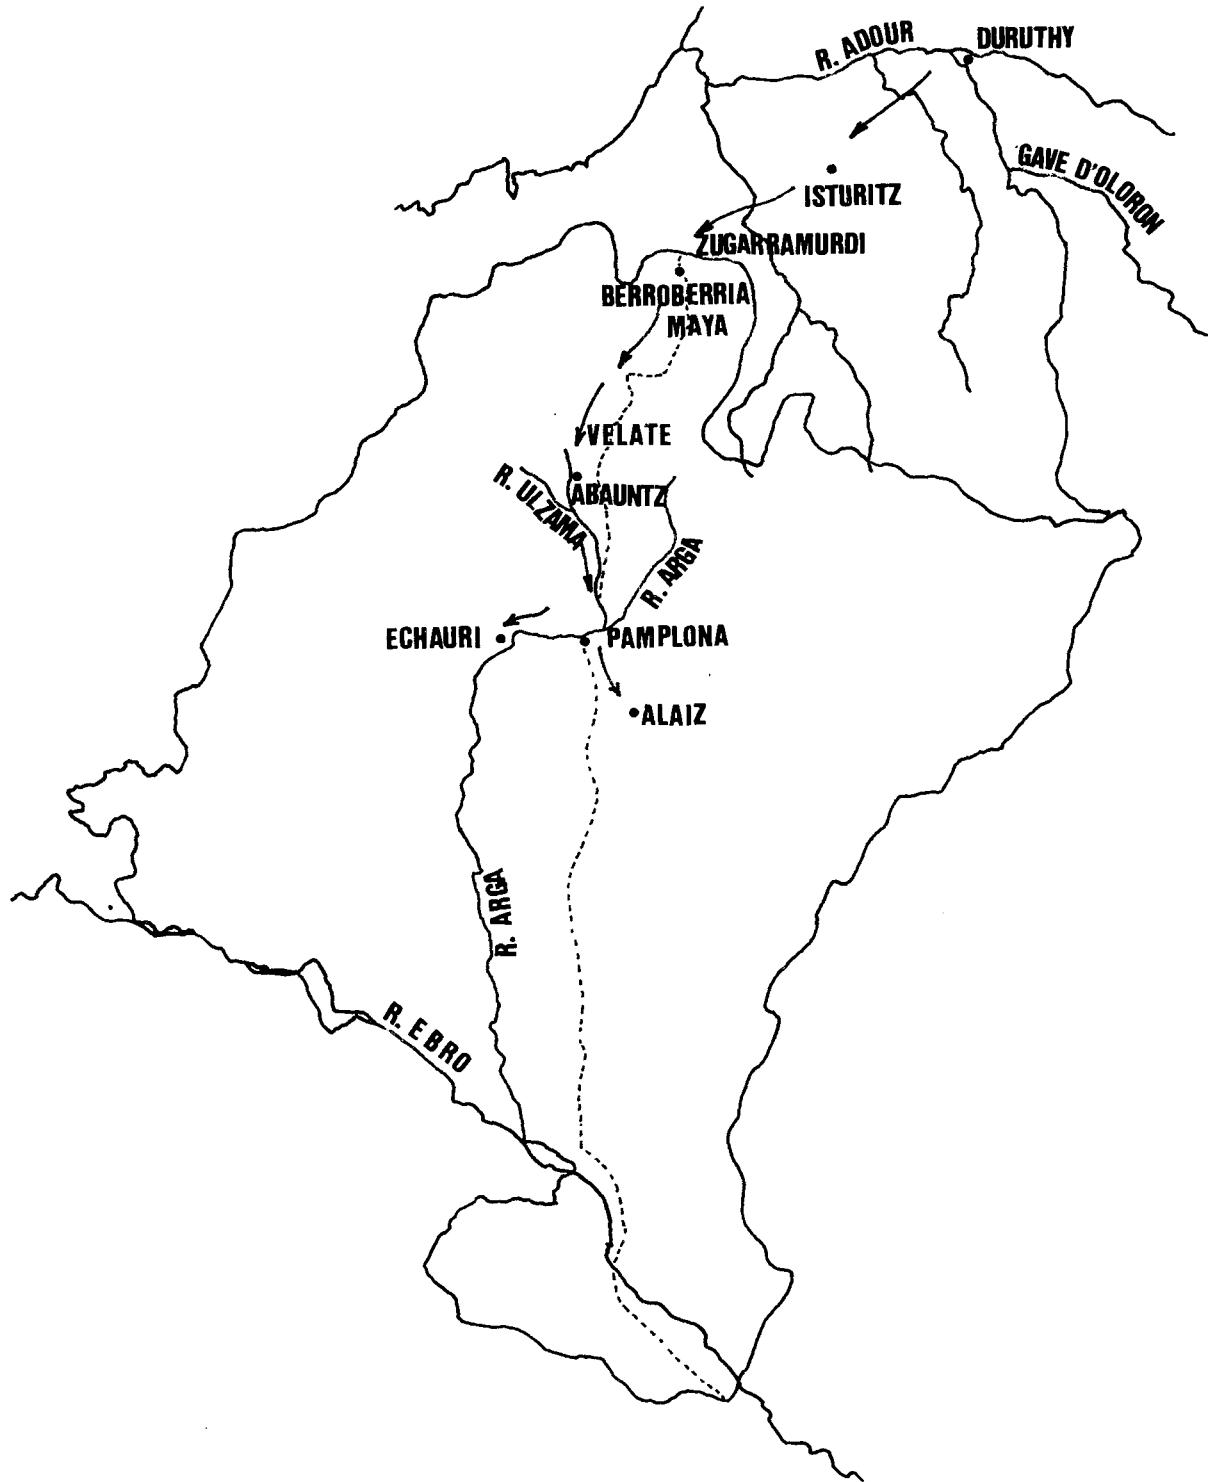 R. ADOUR
DURUTHY
GAVE D'OLORON
ISTURITZ
ZUGARRAMURDI
BERROBERRIA
MAYA
VELATE
R. ULZAMA
ABAUNTZ
R. ARGA
ECHAURI
PAMPLONA
ALAIZ
R. ARGA
R. EBRO